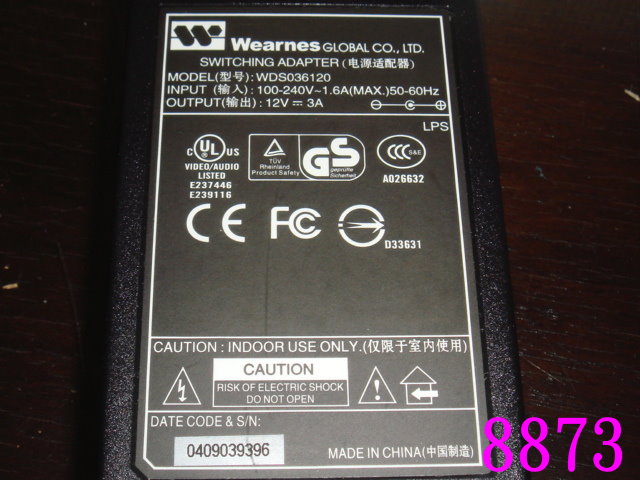 Wearnes GLOBAL CO., LTD.
SWITCHING ADAPTER (电源适配器)
MODEL(型号): WDS036120
INPUT (输入): 100-240V~1.6A(MAX.)50-60Hz
OUTPUT(输出): 12V ⎓ 3A
LPS
C UL US
VIDEO/AUDIO
LISTED
E237446
E239116
TÜV
Rheinland
Product Safety
GS
geprüfte
Sicherheit
CCC S&E
A026632
CE FC
D33631
CAUTION : INDOOR USE ONLY.(仅限于室内使用)
CAUTION
RISK OF ELECTRIC SHOCK
DO NOT OPEN
DATE CODE & S/N:
0409039396
MADE IN CHINA(中国制造)
8873